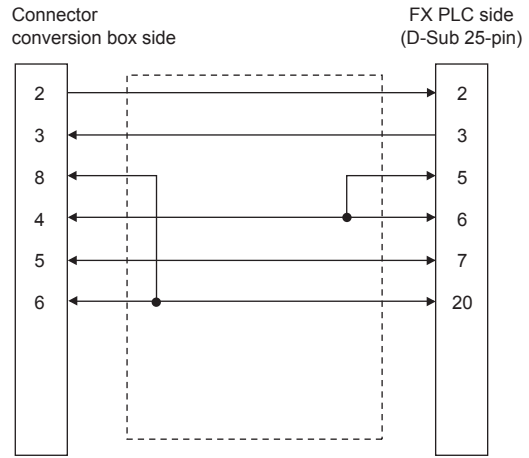 Connector
conversion box side
FX PLC side
(D-Sub 25-pin)
2 2
3 3
8 5
4 6
5 7
6 20